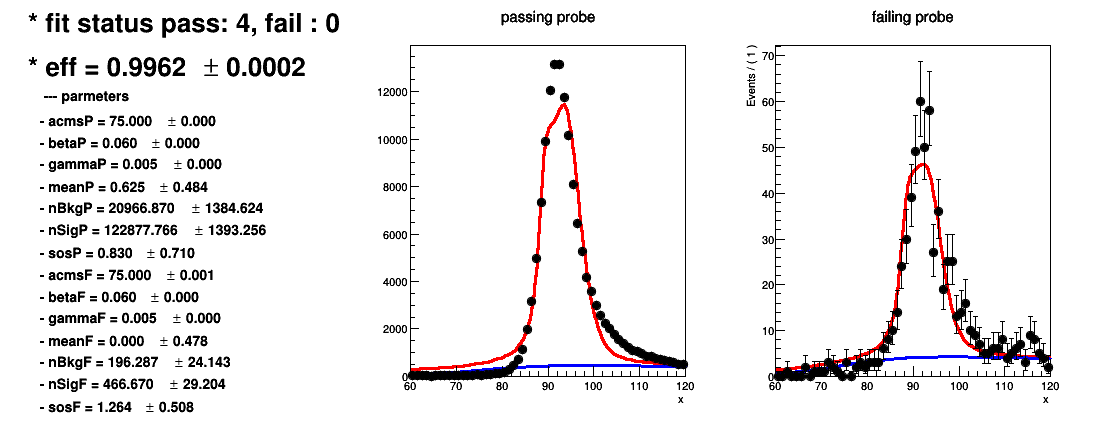 * fit status pass: 4, fail : 0
* eff = 0.9962 ± 0.0002
--- parmeters
- acmsP = 75.000 ± 0.000
- betaP = 0.060 ± 0.000
- gammaP = 0.005 ± 0.000
- meanP = 0.625 ± 0.484
- nBkgP = 20966.870 ± 1384.624
- nSigP = 122877.766 ± 1393.256
- sosP = 0.830 ± 0.710
- acmsF = 75.000 ± 0.001
- betaF = 0.060 ± 0.000
- gammaF = 0.005 ± 0.000
- meanF = 0.000 ± 0.478
- nBkgF = 196.287 ± 24.143
- nSigF = 466.670 ± 29.204
- sosF = 1.264 ± 0.508
passing probe
12000
10000
8000
6000
4000
2000
0
60 70 80 90 100 110 120
x
failing probe
Events / ( 1 )
70
60
50
40
30
20
10
0
60 70 80 90 100 110 120
x